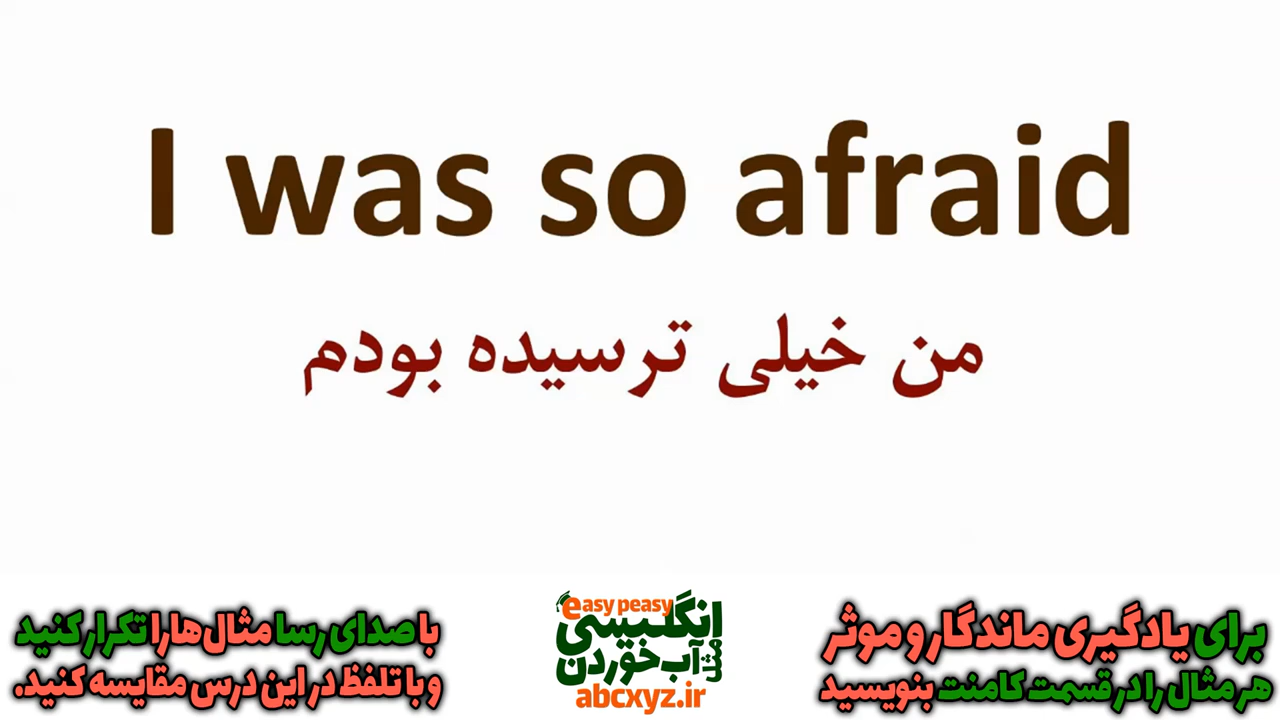 I was so afraid
من خیلی ترسیده بودم
برای یادگیری ماندگار و موثر
هر مثال را در قسمت کامنت بنویسید
easy peasy
انگلیسی
مثل آب خوردن
abcxyz.ir
با صدای رسا مثال‌ها را تکرار کنید
و با تلفظ در این درس مقایسه کنید.